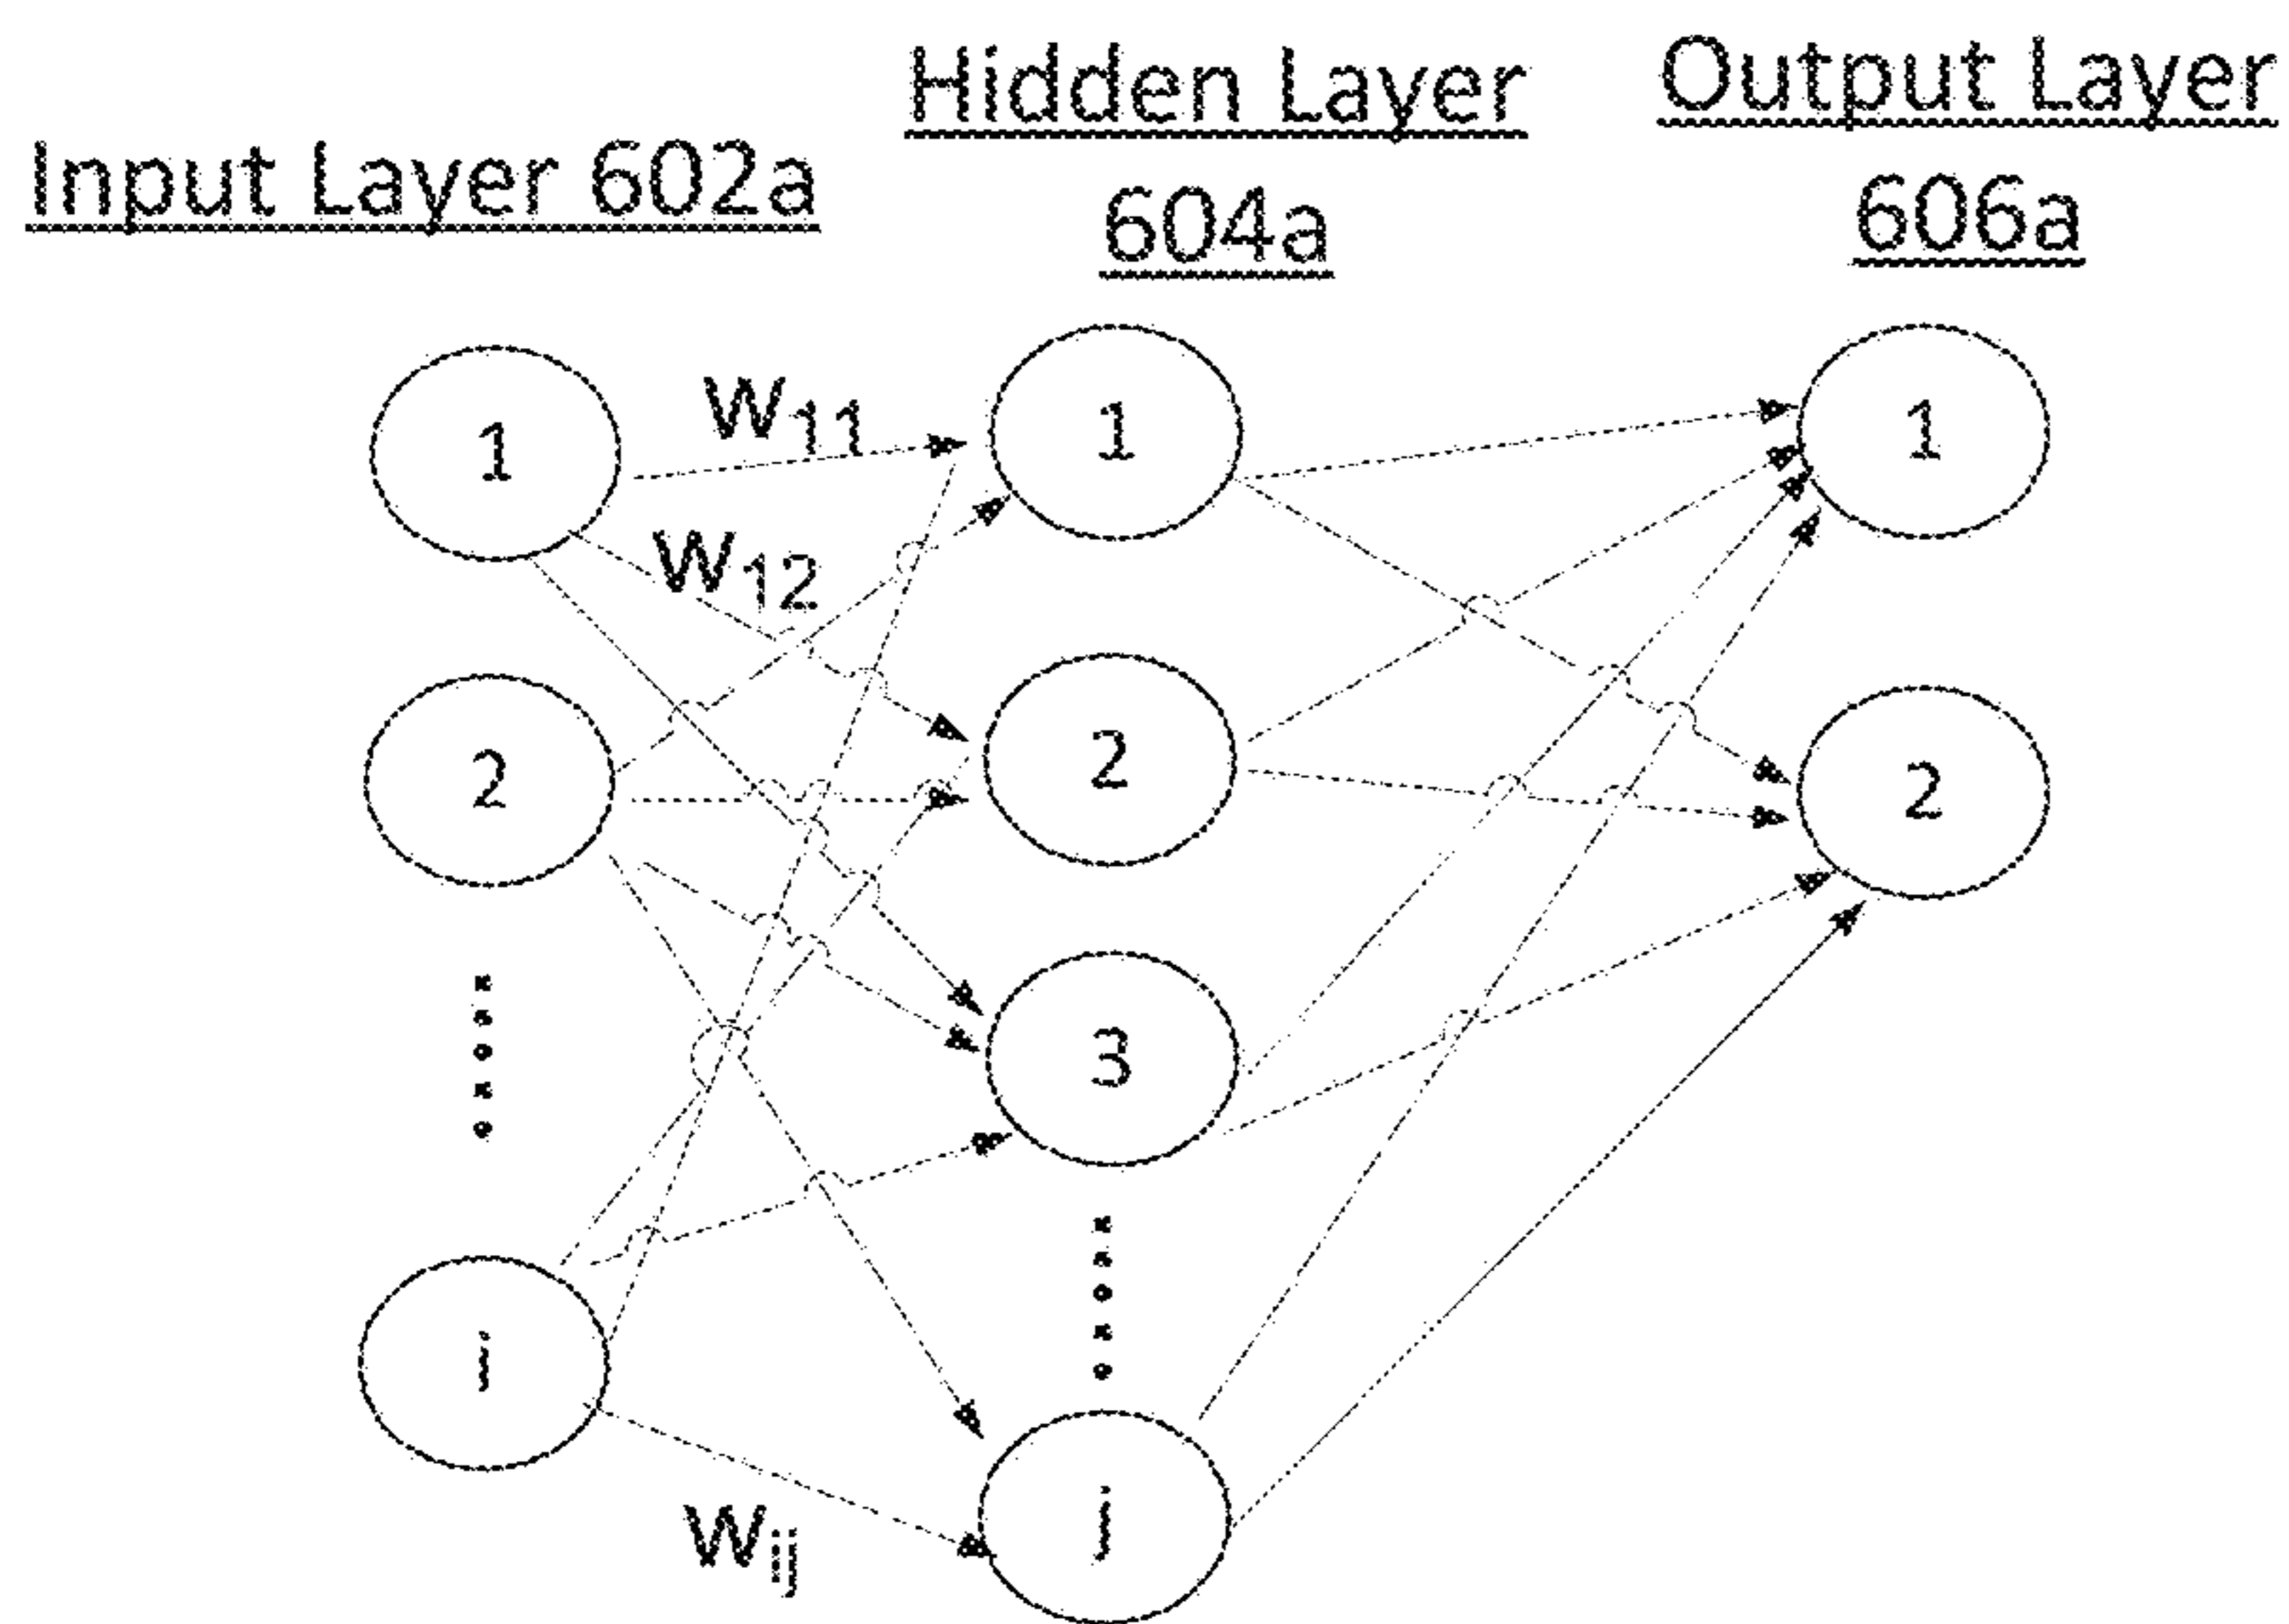 Input Layer 602a
Hidden Layer
604a
Output Layer
606a
1
W11
1
1
W12
2
2
2
3
i
j
Wij